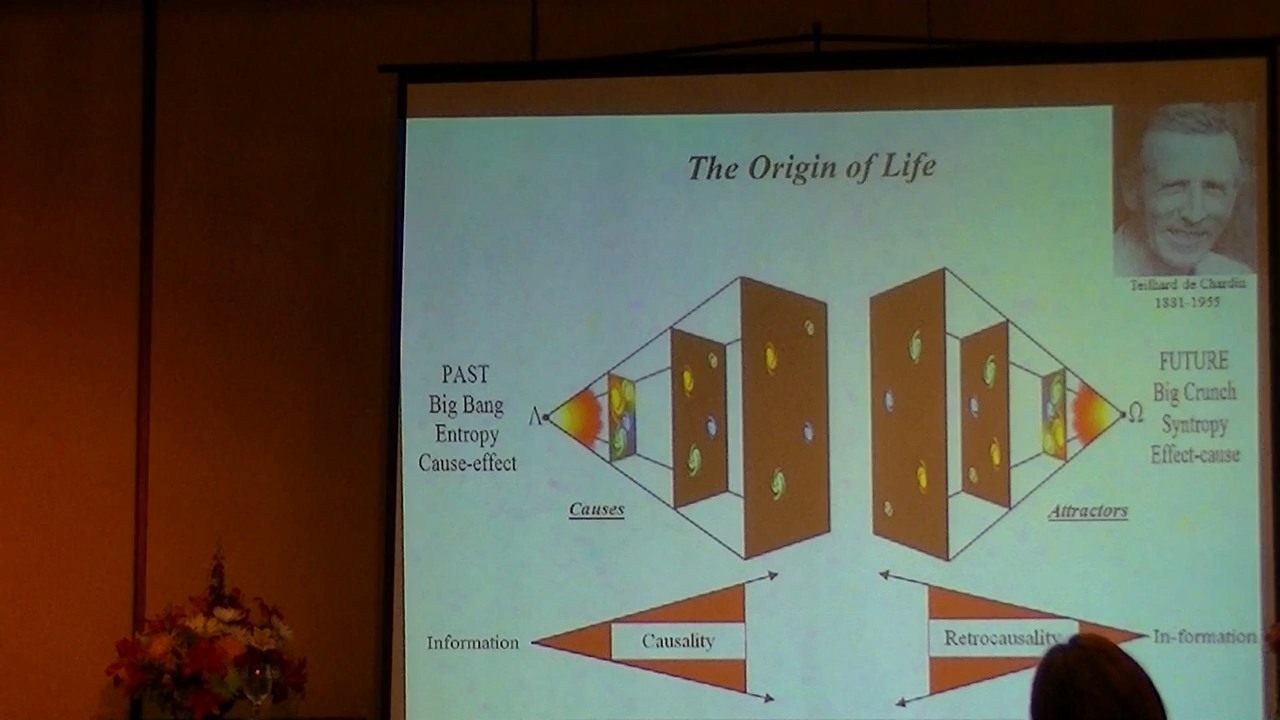 The Origin of Life
Teilhard de Chardin
1881-1955
PAST
Big Bang
Entropy
Cause-effect
Λ
Ω
FUTURE
Big Crunch
Syntropy
Effect-cause
Causes
Attractors
Information
Causality
Retrocausality
In-formation